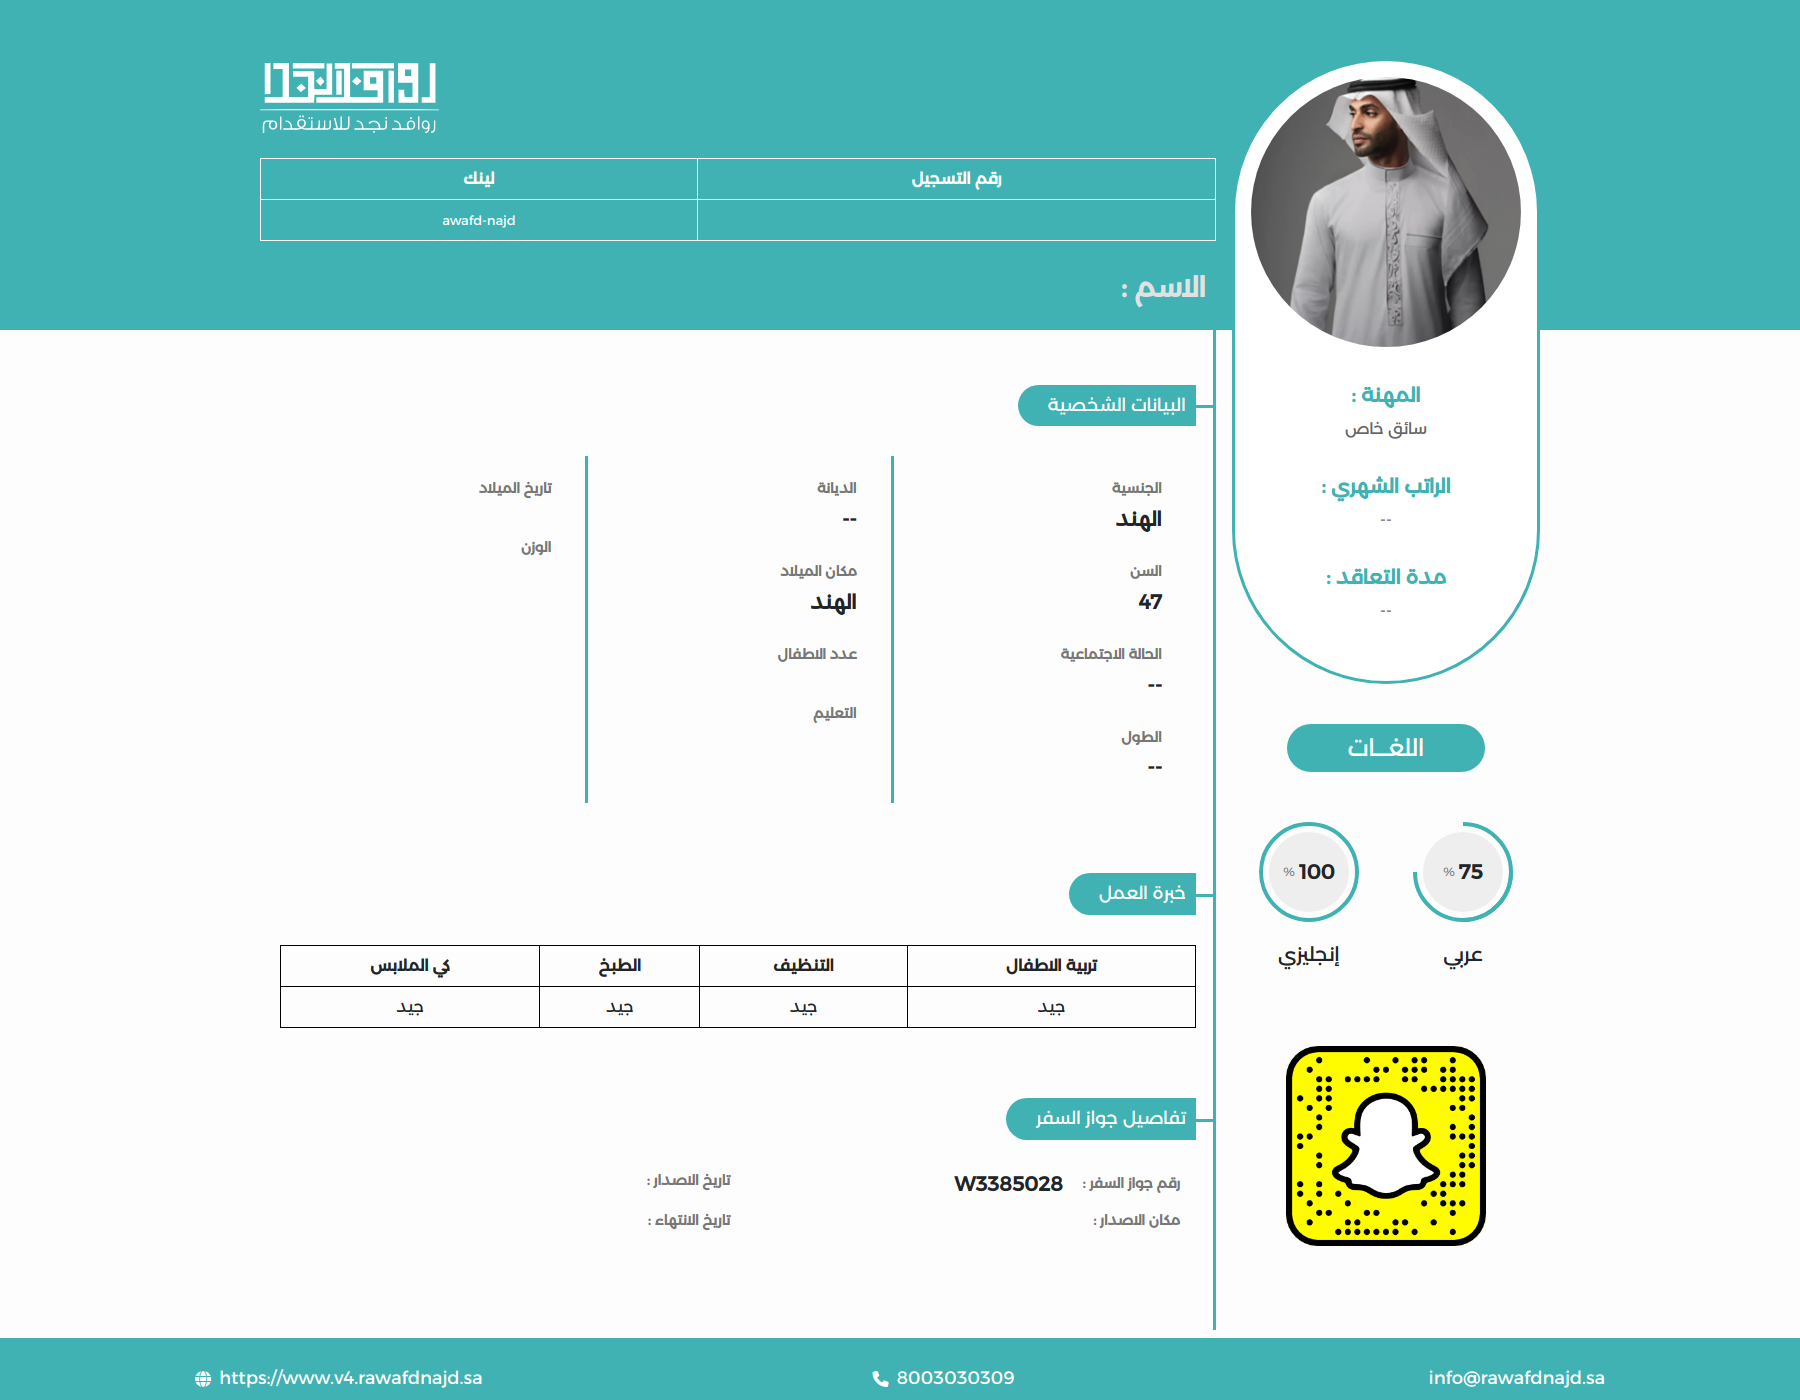 روافد نجد
روافد نجد للاستقدام
رقم التسجيل
لينك
awafd-najd
الاسم :
المهنة :
سائق خاص
الراتب الشهري :
--
مدة التعاقد :
--
اللغـــات
75 %
عربي
100 %
إنجليزي
البيانات الشخصية
الجنسية
الهند
السن
47
الحالة الاجتماعية
--
الطول
--
الديانة
--
مكان الميلاد
الهند
عدد الاطفال
التعليم
تاريخ الميلاد
الوزن
خبرة العمل
تربية الاطفال
التنظيف
الطبخ
كي الملابس
جيد
جيد
جيد
جيد
تفاصيل جواز السفر
رقم جواز السفر : W3385028
تاريخ الاصدار :
مكان الاصدار :
تاريخ الانتهاء :
info@rawafdnajd.sa
8003030309
https://www.v4.rawafdnajd.sa